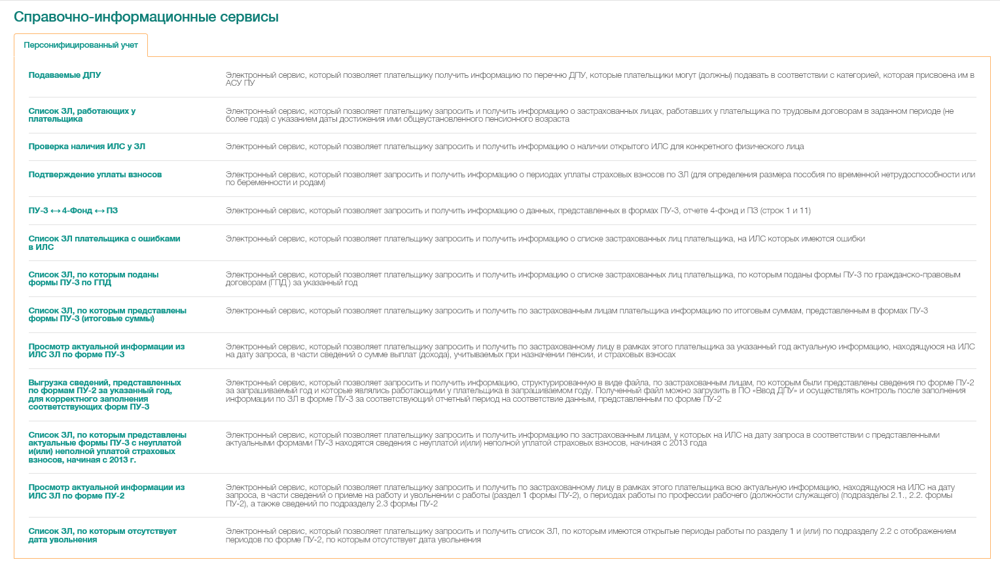 Справочно-информационные сервисы
Персонифицированный учет
Подаваемые ДПУ
Электронный сервис, который позволяет плательщику получить информацию по перечню ДПУ, которые плательщики могут (должны) подавать в соответствии с категорией, которая присвоена им в
АСУ ПУ
Список ЗЛ, работающих у
плательщика
Электронный сервис, который позволяет плательщику запросить и получить информацию о застрахованных лицах, работавших у плательщика по трудовым договорам в заданном периоде (не
более года) с указанием даты достижения ими общеустановленного пенсионного возраста
Проверка наличия ИЛС у ЗЛ
Электронный сервис, который позволяет плательщику запросить и получить информацию о наличии открытого ИЛС для конкретного физического лица
Подтверждение уплаты взносов
Электронный сервис, который позволяет запросить и получить информацию о периодах уплаты страховых взносов по ЗЛ (для определения размера пособия по временной нетрудоспособности или
по беременности и родам)
ПУ-3 ↔ 4-Фонд ↔ ПЗ
Электронный сервис, который позволяет запросить и получить информацию о данных, представленных в формах ПУ-3, отчете 4-фонд и ПЗ (строк 1 и 11)
Список ЗЛ плательщика с ошибками
в ИЛС
Электронный сервис, который позволяет плательщику запросить и получить информацию о списке застрахованных лиц плательщика, на ИЛС которых имеются ошибки
Список ЗЛ, по которым поданы
формы ПУ-3 по ГПД
Электронный сервис, который позволяет плательщику запросить и получить информацию о списке застрахованных лиц плательщика, по которым поданы формы ПУ-3 по гражданско-правовым
договорам (ГПД ) за указанный год
Список ЗЛ, по которым представлены
формы ПУ-3 (итоговые суммы)
Электронный сервис, который позволяет плательщику запросить и получить по застрахованным лицам плательщика информацию по итоговым суммам, представленным в формах ПУ-3
Просмотр актуальной информации из
ИЛС ЗЛ по форме ПУ-3
Электронный сервис, который позволяет плательщику запросить и получить по застрахованному лицу в рамках этого плательщика за указанный год актуальную информацию, находящуюся на ИЛС
на дату запроса, в части сведений о сумме выплат (дохода), учитываемых при назначении пенсии, и страховых взносах
Выгрузка сведений, представленных
по формам ПУ-2 за указанный год,
для корректного заполнения
соответствующих форм ПУ-3
Электронный сервис, который позволяет запросить и получить информацию, структурированную в виде файла, по застрахованным лицам, по которым были представлены сведения по форме ПУ-2
за запрашиваемый год и которые являлись работающими у плательщика в запрашиваемом году. Полученный файл можно загрузить в ПО «Ввод ДПУ» и осуществлять контроль после заполнения
информации по ЗЛ в форме ПУ-3 за соответствующий отчетный период на соответствие данным, представленным по форме ПУ-2
Список ЗЛ, по которым представлены
актуальные формы ПУ-3 с неуплатой
и(или) неполной уплатой страховых
взносов, начиная с 2013 г.
Электронный сервис, который позволяет плательщику запросить и получить информацию по застрахованным лицам, у которых на ИЛС на дату запроса в соответствии с представленными
актуальными формами ПУ-3 находятся сведения с неуплатой и(или) неполной уплатой страховых взносов, начиная с 2013 года
Просмотр актуальной информации из
ИЛС ЗЛ по форме ПУ-2
Электронный сервис, который позволяет плательщику запросить и получить по застрахованному лицу в рамках этого плательщика всю актуальную информацию, находящуюся на ИЛС на дату
запроса, в части сведений о приеме на работу и увольнении с работы (раздел 1 формы ПУ-2), о периодах работы по профессии рабочего (должности служащего) (подразделы 2.1., 2.2. формы
ПУ-2), а также сведений по подразделу 2.3 формы ПУ-2
Список ЗЛ, по которым отсутствует
дата увольнения
Электронный сервис, который позволяет плательщику запросить и получить список ЗЛ, по которым имеются открытые периоды работы по разделу 1 и (или) по подразделу 2.2 с отображением
периодов по форме ПУ-2, по которым отсутствует дата увольнения